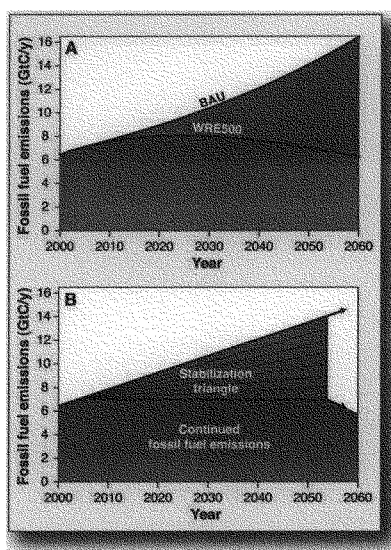 A
Fossil fuel emissions (GtC/y)
16
14
12
10
8
6
4
2
0
BAU
WRE500
2000 2010 2020 2030 2040 2050 2060
Year
B
Fossil fuel emissions (GtC/y)
16
14
12
10
8
6
4
2
0
Stabilization
triangle
Continued
fossil fuel emissions
2000 2010 2020 2030 2040 2050 2060
Year